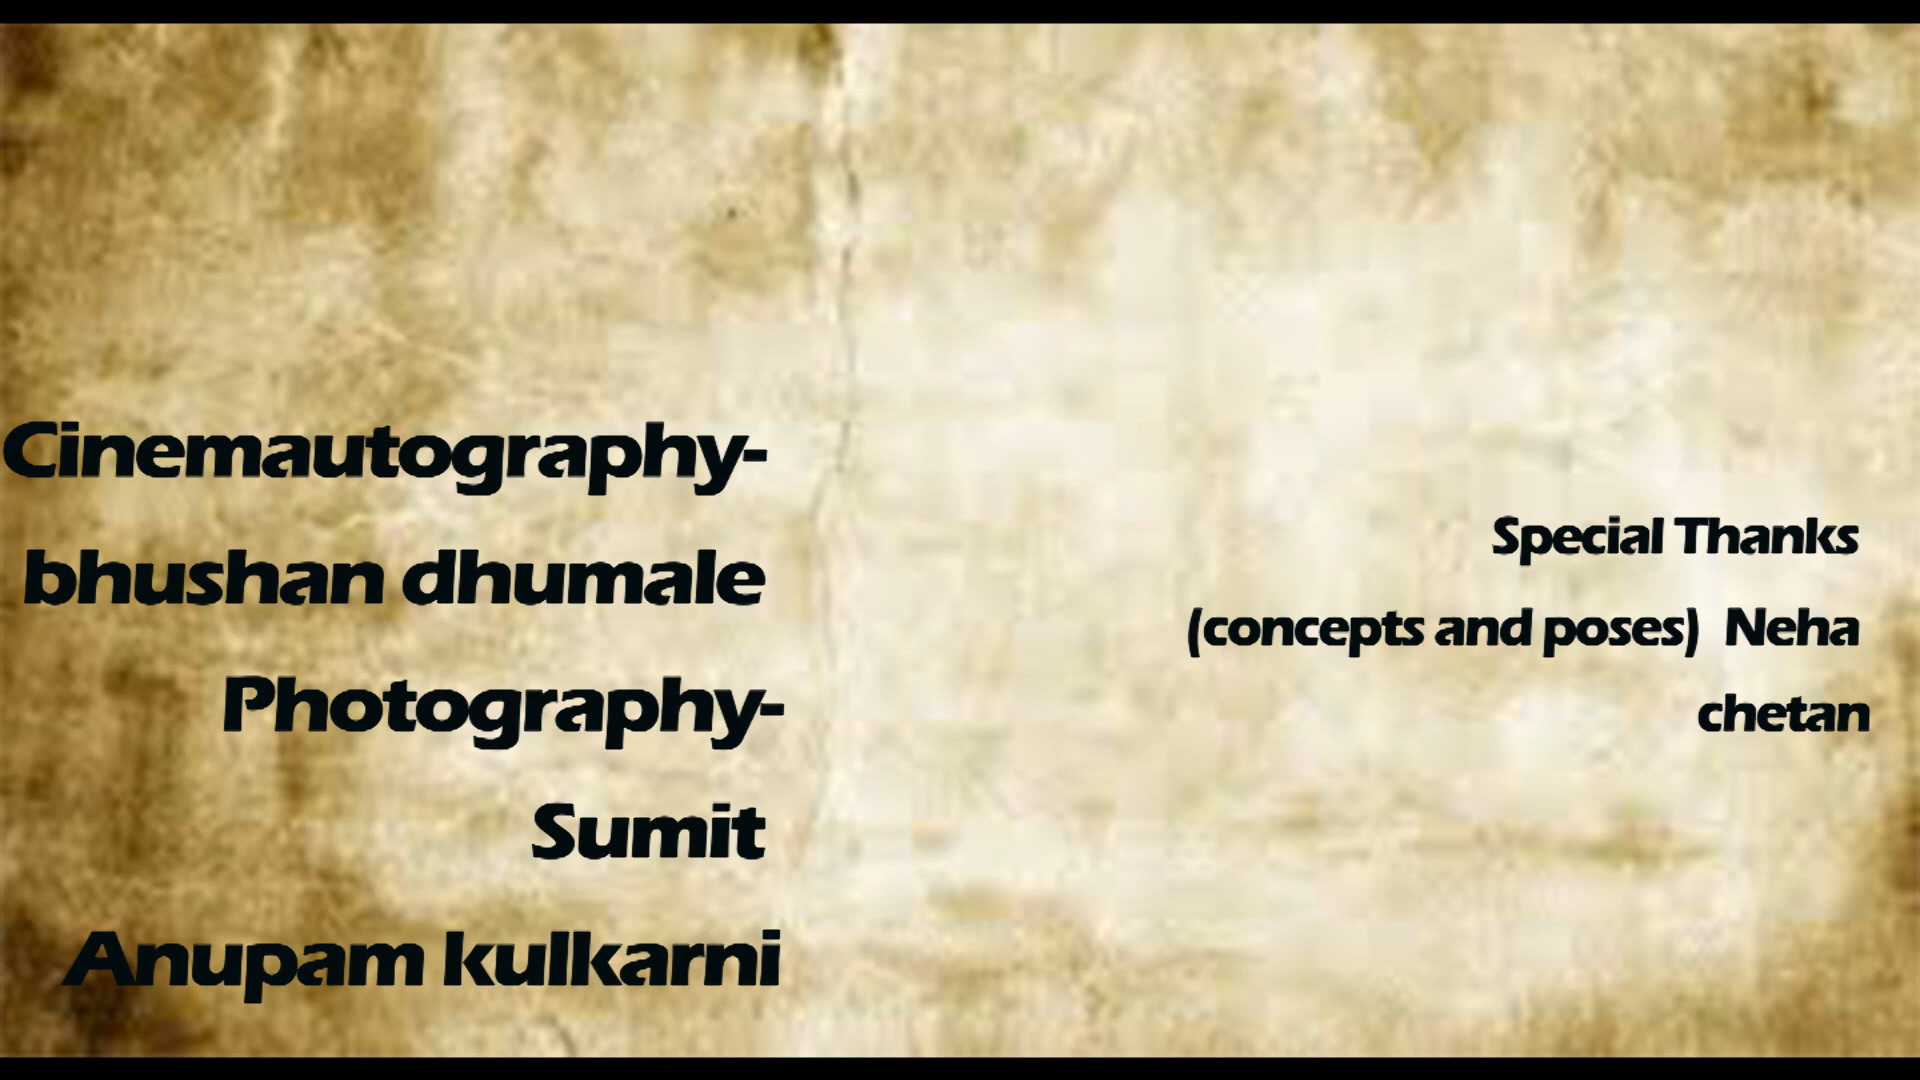 Cinemautography-
bhushan dhumale
Photography-
Sumit
Anupam kulkarni
Special Thanks
(concepts and poses) Neha
chetan